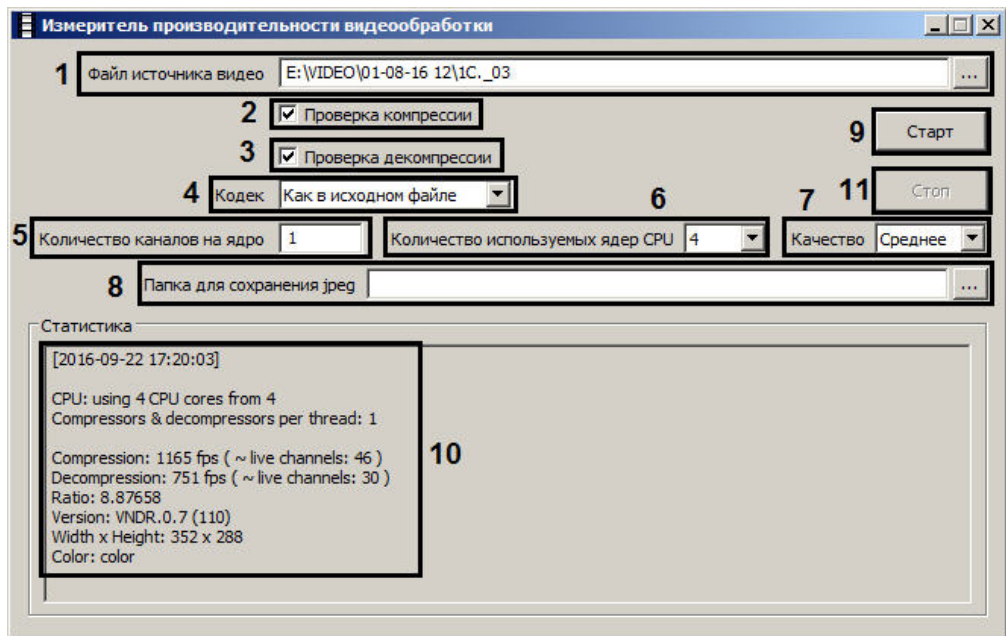 Измеритель производительности видеообработки
1 Файл источника видео E:\VIDEO\01-08-16 12\1C._03 ...
2 Проверка компрессии
9 Старт
3 Проверка декомпрессии
4 Кодек Как в исходном файле
11 Стоп
5 Количество каналов на ядро 1
6 Количество используемых ядер CPU 4
7 Качество Среднее
8 Папка для сохранения jpeg ...
Статистика
[2016-09-22 17:20:03]
CPU: using 4 CPU cores from 4
Compressors & decompressors per thread: 1
Compression: 1165 fps ( ~ live channels: 46 )
Decompression: 751 fps ( ~ live channels: 30 )
Ratio: 8.87658
Version: VNDR.0.7 (110)
Width x Height: 352 x 288
Color: color
10